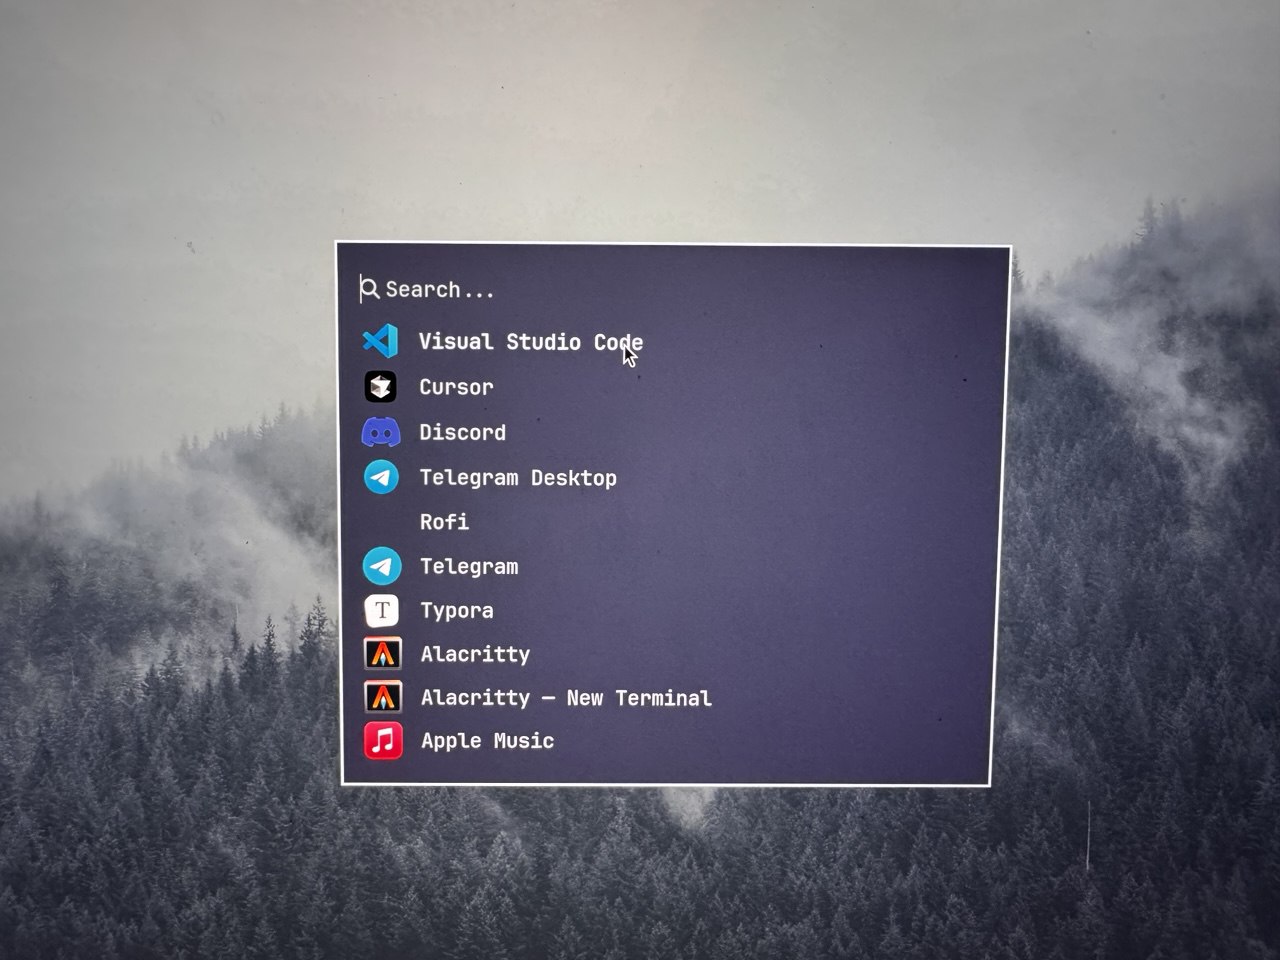 Search...
Visual Studio Code
Cursor
Discord
Telegram Desktop
Rofi
Telegram
T Typora
Alacritty
Alacritty — New Terminal
Apple Music